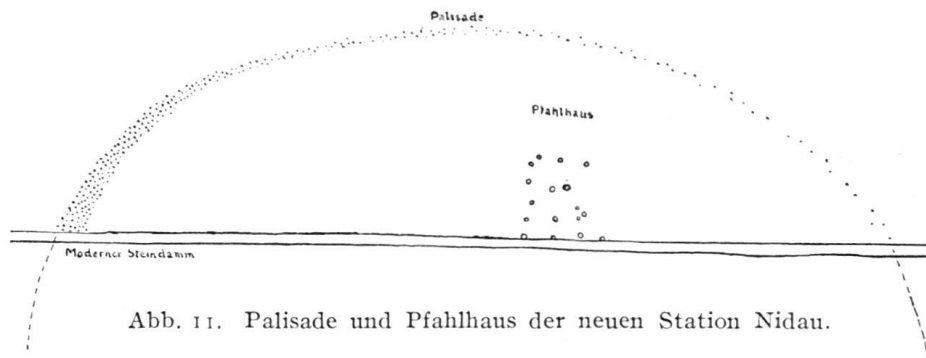 Palisade
Pfahlhaus
Moderner Steindamm
Abb. 11. Palisade und Pfahlhaus der neuen Station Nidau.